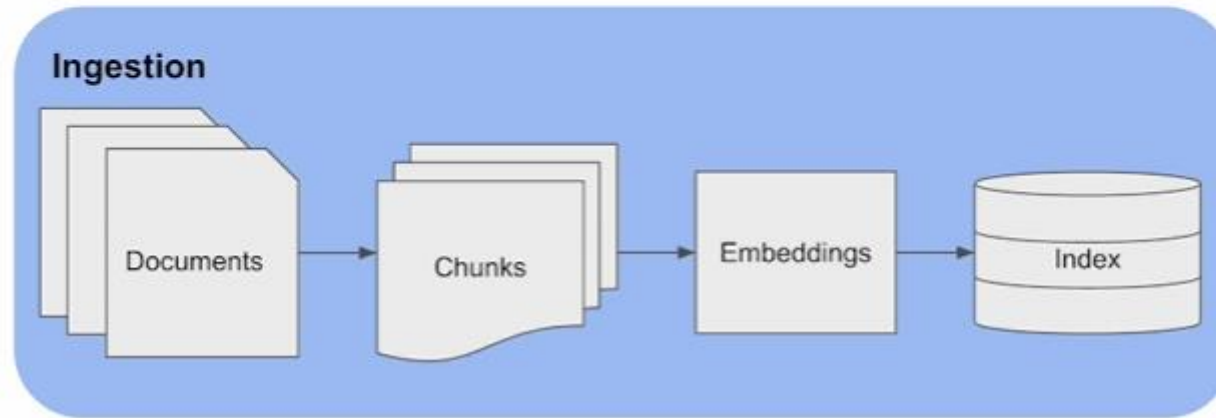 Ingestion
Documents
Chunks
Embeddings
Index